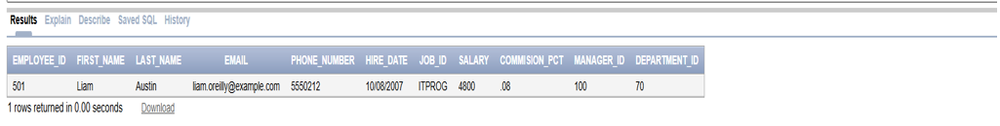 Results Explain Describe Saved SQL History
EMPLOYEE_ID FIRST_NAME LAST_NAME EMAIL PHONE_NUMBER HIRE_DATE JOB_ID SALARY COMMISION_PCT MANAGER_ID DEPARTMENT_ID
501 Liam Austin liam.oreilly@example.com 5550212 10/08/2007 ITPROG 4800 .08 100 70
1 rows returned in 0.00 seconds Download